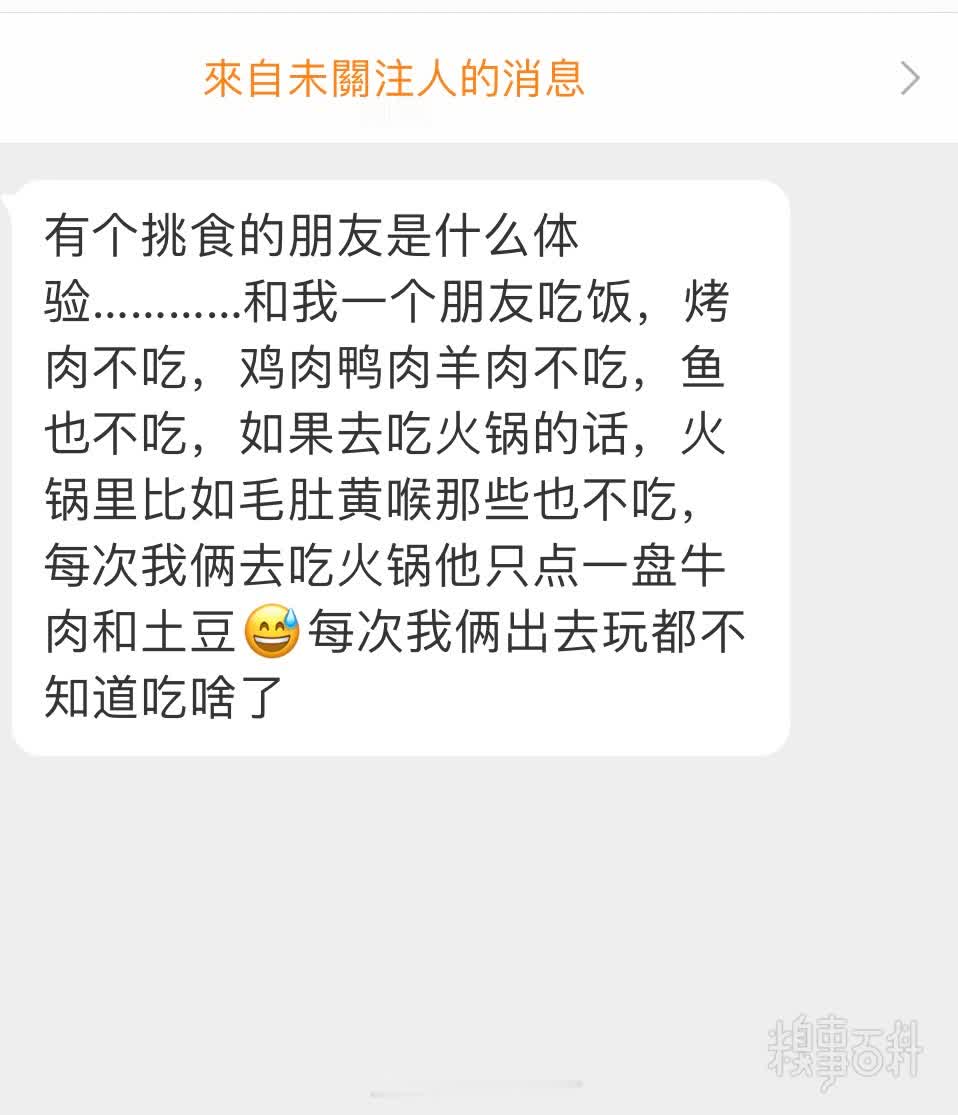 來自未關注人的消息
有个挑食的朋友是什么体
验............和我一个朋友吃饭，烤
肉不吃，鸡肉鸭肉羊肉不吃，鱼
也不吃，如果去吃火锅的话，火
锅里比如毛肚黄喉那些也不吃，
每次我俩去吃火锅他只点一盘牛
肉和土豆😅每次我俩出去玩都不
知道吃啥了
糗事百科